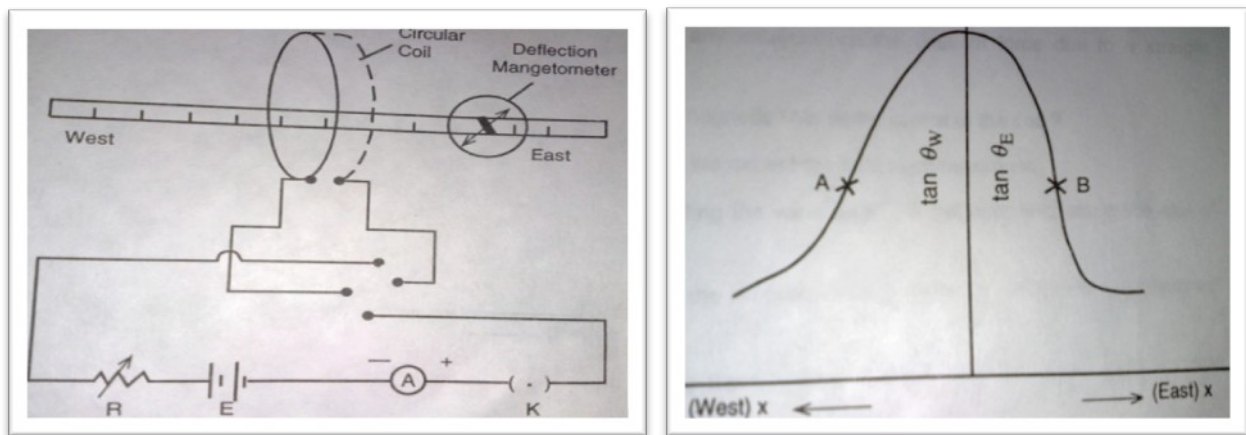 Circular
Coil
Deflection
Mangetometer
West
East
R
E
A
K
− +
A
B
tan θW
tan θE
(West) x
(East) x